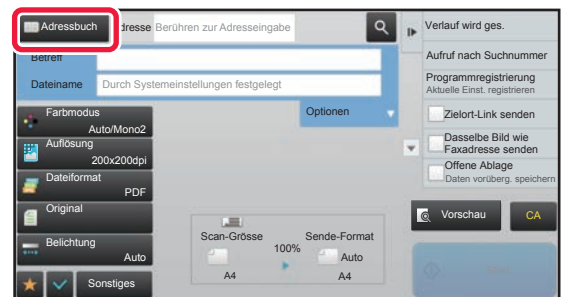 Adressbuch
dresse Berühren zur Adresseingabe
Betreff
Dateiname Durch Systemeinstellungen festgelegt
Optionen
Farbmodus
Auto/Mono2
Auflösung
200x200dpi
Dateiformat
PDF
Original
Belichtung
Auto
Sonstiges
Scan-Grösse
A4
100%
Sende-Format
Auto
A4
Verlauf wird ges.
Aufruf nach Suchnummer
Programmregistrierung
Aktuelle Einst. registrieren
Zielort-Link senden
Dasselbe Bild wie
Faxadresse senden
Offene Ablage
Daten vorüberg. speichern
Vorschau
CA
Start